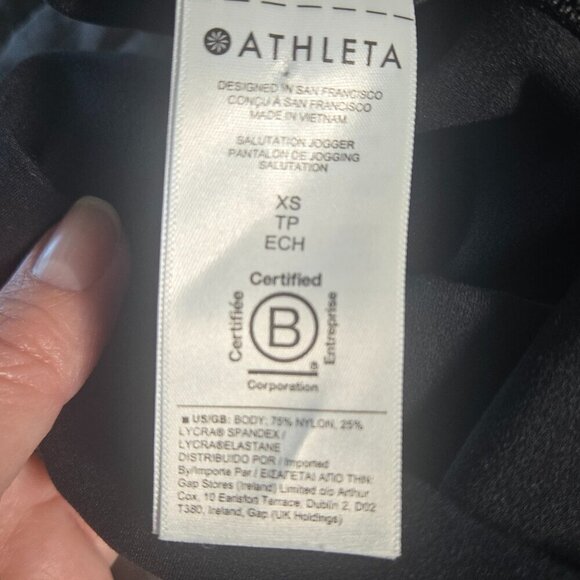 ATHLETA
DESIGNED IN SAN FRANCISCO
CONÇU À SAN FRANCISCO
MADE IN VIETNAM
SALUTATION JOGGER
PANTALON DE JOGGING
SALUTATION
XS
TP
ECH
Certified
Certifiée
B
Entreprise
Corporation
US/GB: BODY: 75% NYLON, 25%
LYCRA® SPANDEX /
LYCRA®ELASTANE
DISTRIBUIDO POR / Imported
By/Importe Par / ΕΙΣΑΓΕΤΑΙ ΑΠΟ ΤΗΝ:
Gap Stores (Ireland) Limited c/o Arthur
Cox, 10 Earlsfort Terrace, Dublin 2, D02
T380, Ireland, Gap (UK Holdings)